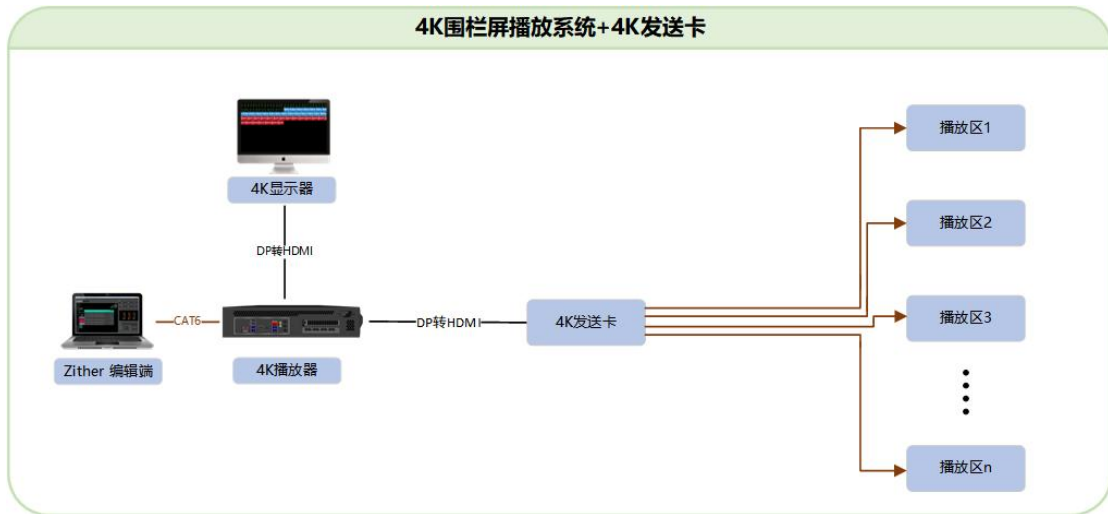 4K围栏屏播放系统+4K发送卡
4K显示器
DP转HDMI
Zither 编辑端
CAT6
4K播放器
DP转HDMI
4K发送卡
播放区1
播放区2
播放区3
播放区n